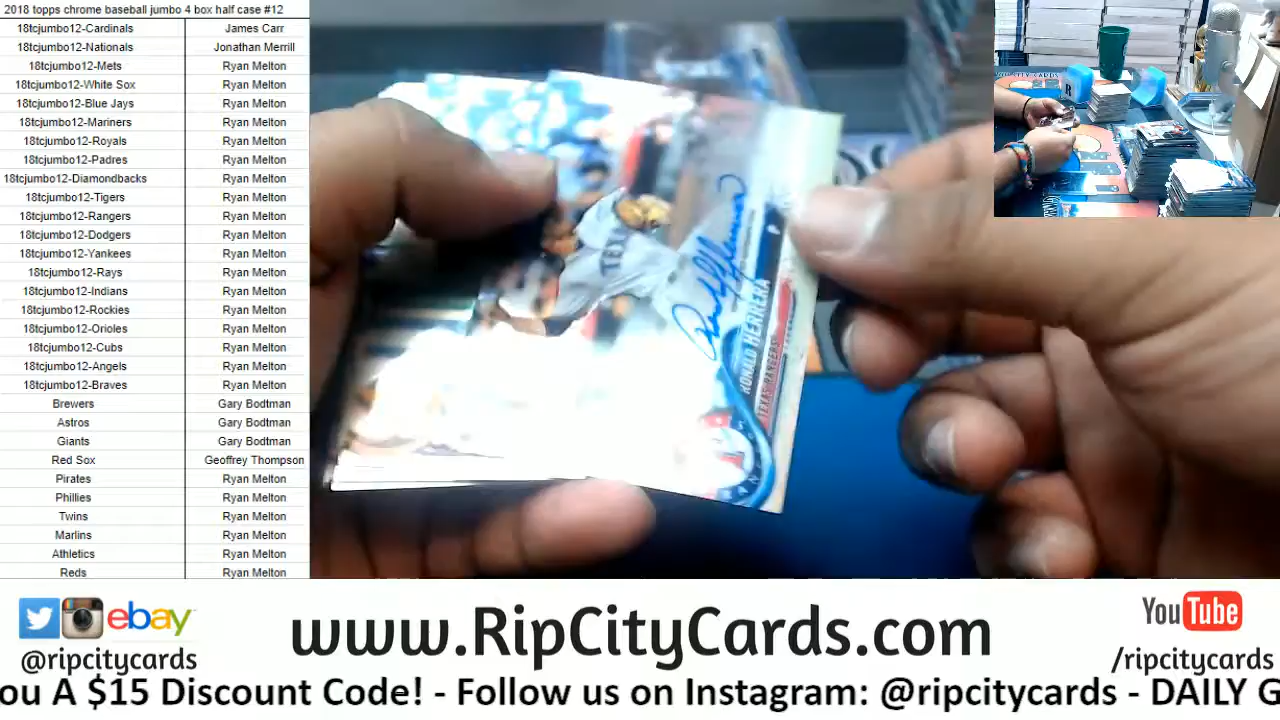 2018 topps chrome baseball jumbo 4 box half case #12
18tcjumbo12-Cardinals James Carr
18tcjumbo12-Nationals Jonathan Merrill
18tcjumbo12-Mets Ryan Melton
18tcjumbo12-White Sox Ryan Melton
18tcjumbo12-Blue Jays Ryan Melton
18tcjumbo12-Mariners Ryan Melton
18tcjumbo12-Royals Ryan Melton
18tcjumbo12-Padres Ryan Melton
18tcjumbo12-Diamondbacks Ryan Melton
18tcjumbo12-Tigers Ryan Melton
18tcjumbo12-Rangers Ryan Melton
18tcjumbo12-Dodgers Ryan Melton
18tcjumbo12-Yankees Ryan Melton
18tcjumbo12-Rays Ryan Melton
18tcjumbo12-Indians Ryan Melton
18tcjumbo12-Rockies Ryan Melton
18tcjumbo12-Orioles Ryan Melton
18tcjumbo12-Cubs Ryan Melton
18tcjumbo12-Angels Ryan Melton
18tcjumbo12-Braves Ryan Melton
Brewers Gary Bodtman
Astros Gary Bodtman
Giants Gary Bodtman
Red Sox Geoffrey Thompson
Pirates Ryan Melton
Phillies Ryan Melton
Twins Ryan Melton
Marlins Ryan Melton
Athletics Ryan Melton
Reds Ryan Melton
P
RONALD HERRERA
TEXAS RANGERS
ebay
@ripcitycards
www.RipCityCards.com
YouTube
/ripcitycards
ou A $15 Discount Code! - Follow us on Instagram: @ripcitycards - DAILY G